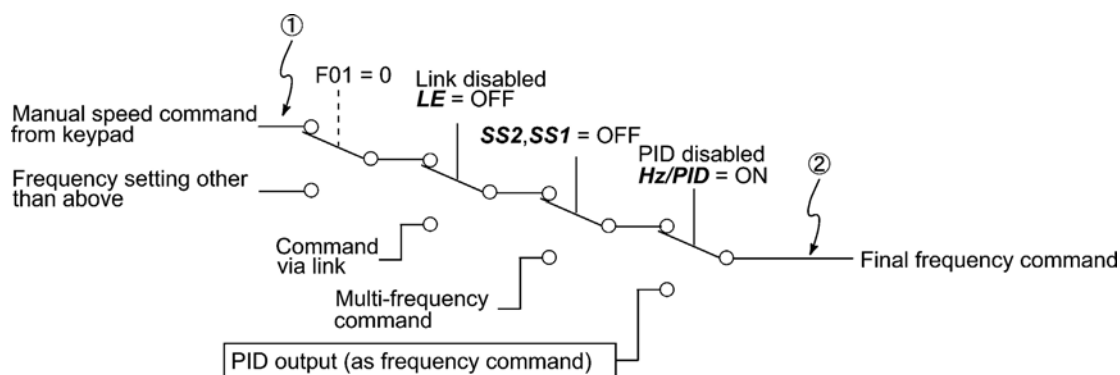 ①
F01 = 0
Link disabled
LE = OFF
②
Manual speed command
from keypad
SS2,SS1 = OFF
PID disabled
Hz/PID = ON
Frequency setting other
than above
Command
via link
Final frequency command
Multi-frequency
command
PID output (as frequency command)